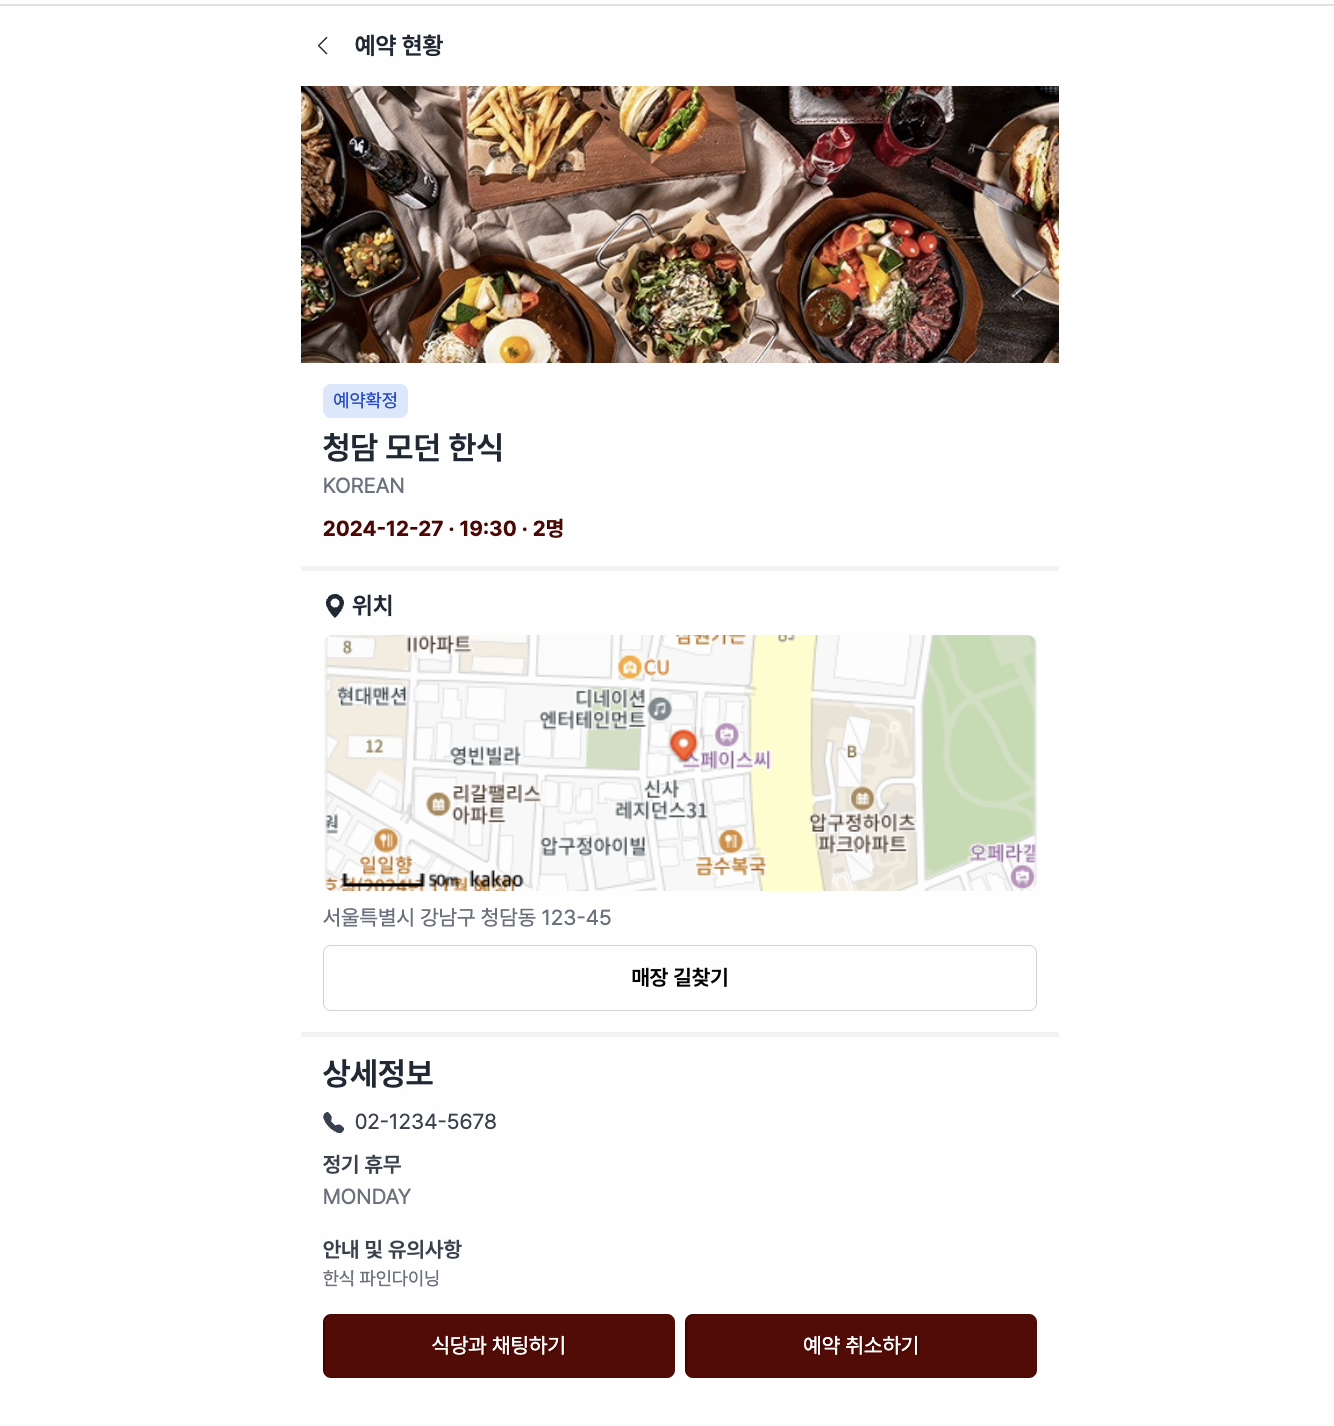 예약 현황
예약확정
청담 모던 한식
KOREAN
2024-12-27 · 19:30 · 2명
위치
8
II아파트
CU
현대맨션
디네이션
엔터테인먼트
12
영빈빌라
스페이스씨
B
리갈팰리스
아파트
신사
레지던스31
원
압구정하이츠
파크아파트
일일향
압구정아이빌
금수복국
오페라갤
50m
kakao
서울특별시 강남구 청담동 123-45
매장 길찾기
상세정보
02-1234-5678
정기 휴무
MONDAY
안내 및 유의사항
한식 파인다이닝
식당과 채팅하기
예약 취소하기